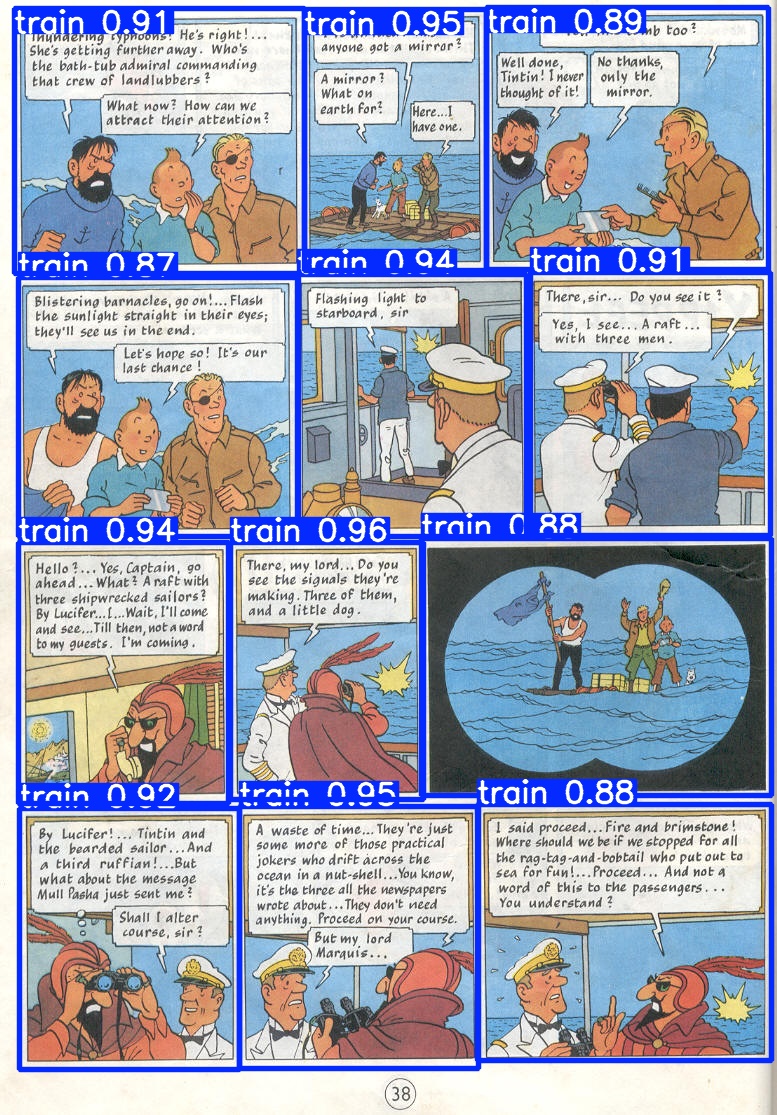 train 0.91
Thundering typhoons! He's right!...
She's getting further away. Who's
the bath-tub admiral commanding
that crew of landlubbers?
What now? How can we
attract their attention?
train 0.95
anyone got a mirror?
A mirror?
What on
earth for?
Here...I
have one.
train 0.89
too?
Well done,
Tintin! I never
thought of it!
No thanks,
only the
mirror.
train 0.87
Blistering barnacles, go on!... Flash
the sunlight straight in their eyes;
they'll see us in the end.
Let's hope so! It's our
last chance!
train 0.94
Flashing light to
starboard, sir
train 0.91
There, sir... Do you see it?
Yes, I see... A raft...
with three men.
train 0.94
Hello?... Yes, Captain, go
ahead... What? A raft with
three shipwrecked sailors?
By Lucifer...I...Wait, I'll come
and see...Till then, not a word
to my guests. I'm coming.
train 0.96
There, my lord... Do you
see the signals they're
making. Three of them,
and a little dog.
train 0.88
train 0.92
By Lucifer!... Tintin and
the bearded sailor...And
a third ruffian!...But
what about the message
Mull Pasha just sent me?
Shall I alter
course, sir?
train 0.95
A waste of time...They're just
some more of those practical
jokers who drift across the
ocean in a nut-shell...You know,
it's the three all the newspapers
wrote about...They don't need
anything. Proceed on your course.
But my lord
Marquis...
train 0.88
I said proceed...Fire and brimstone!
Where should we be if we stopped for all
the rag-tag-and-bobtail who put out to
sea for fun!...Proceed... And not a
word of this to the passengers...
You understand?
38